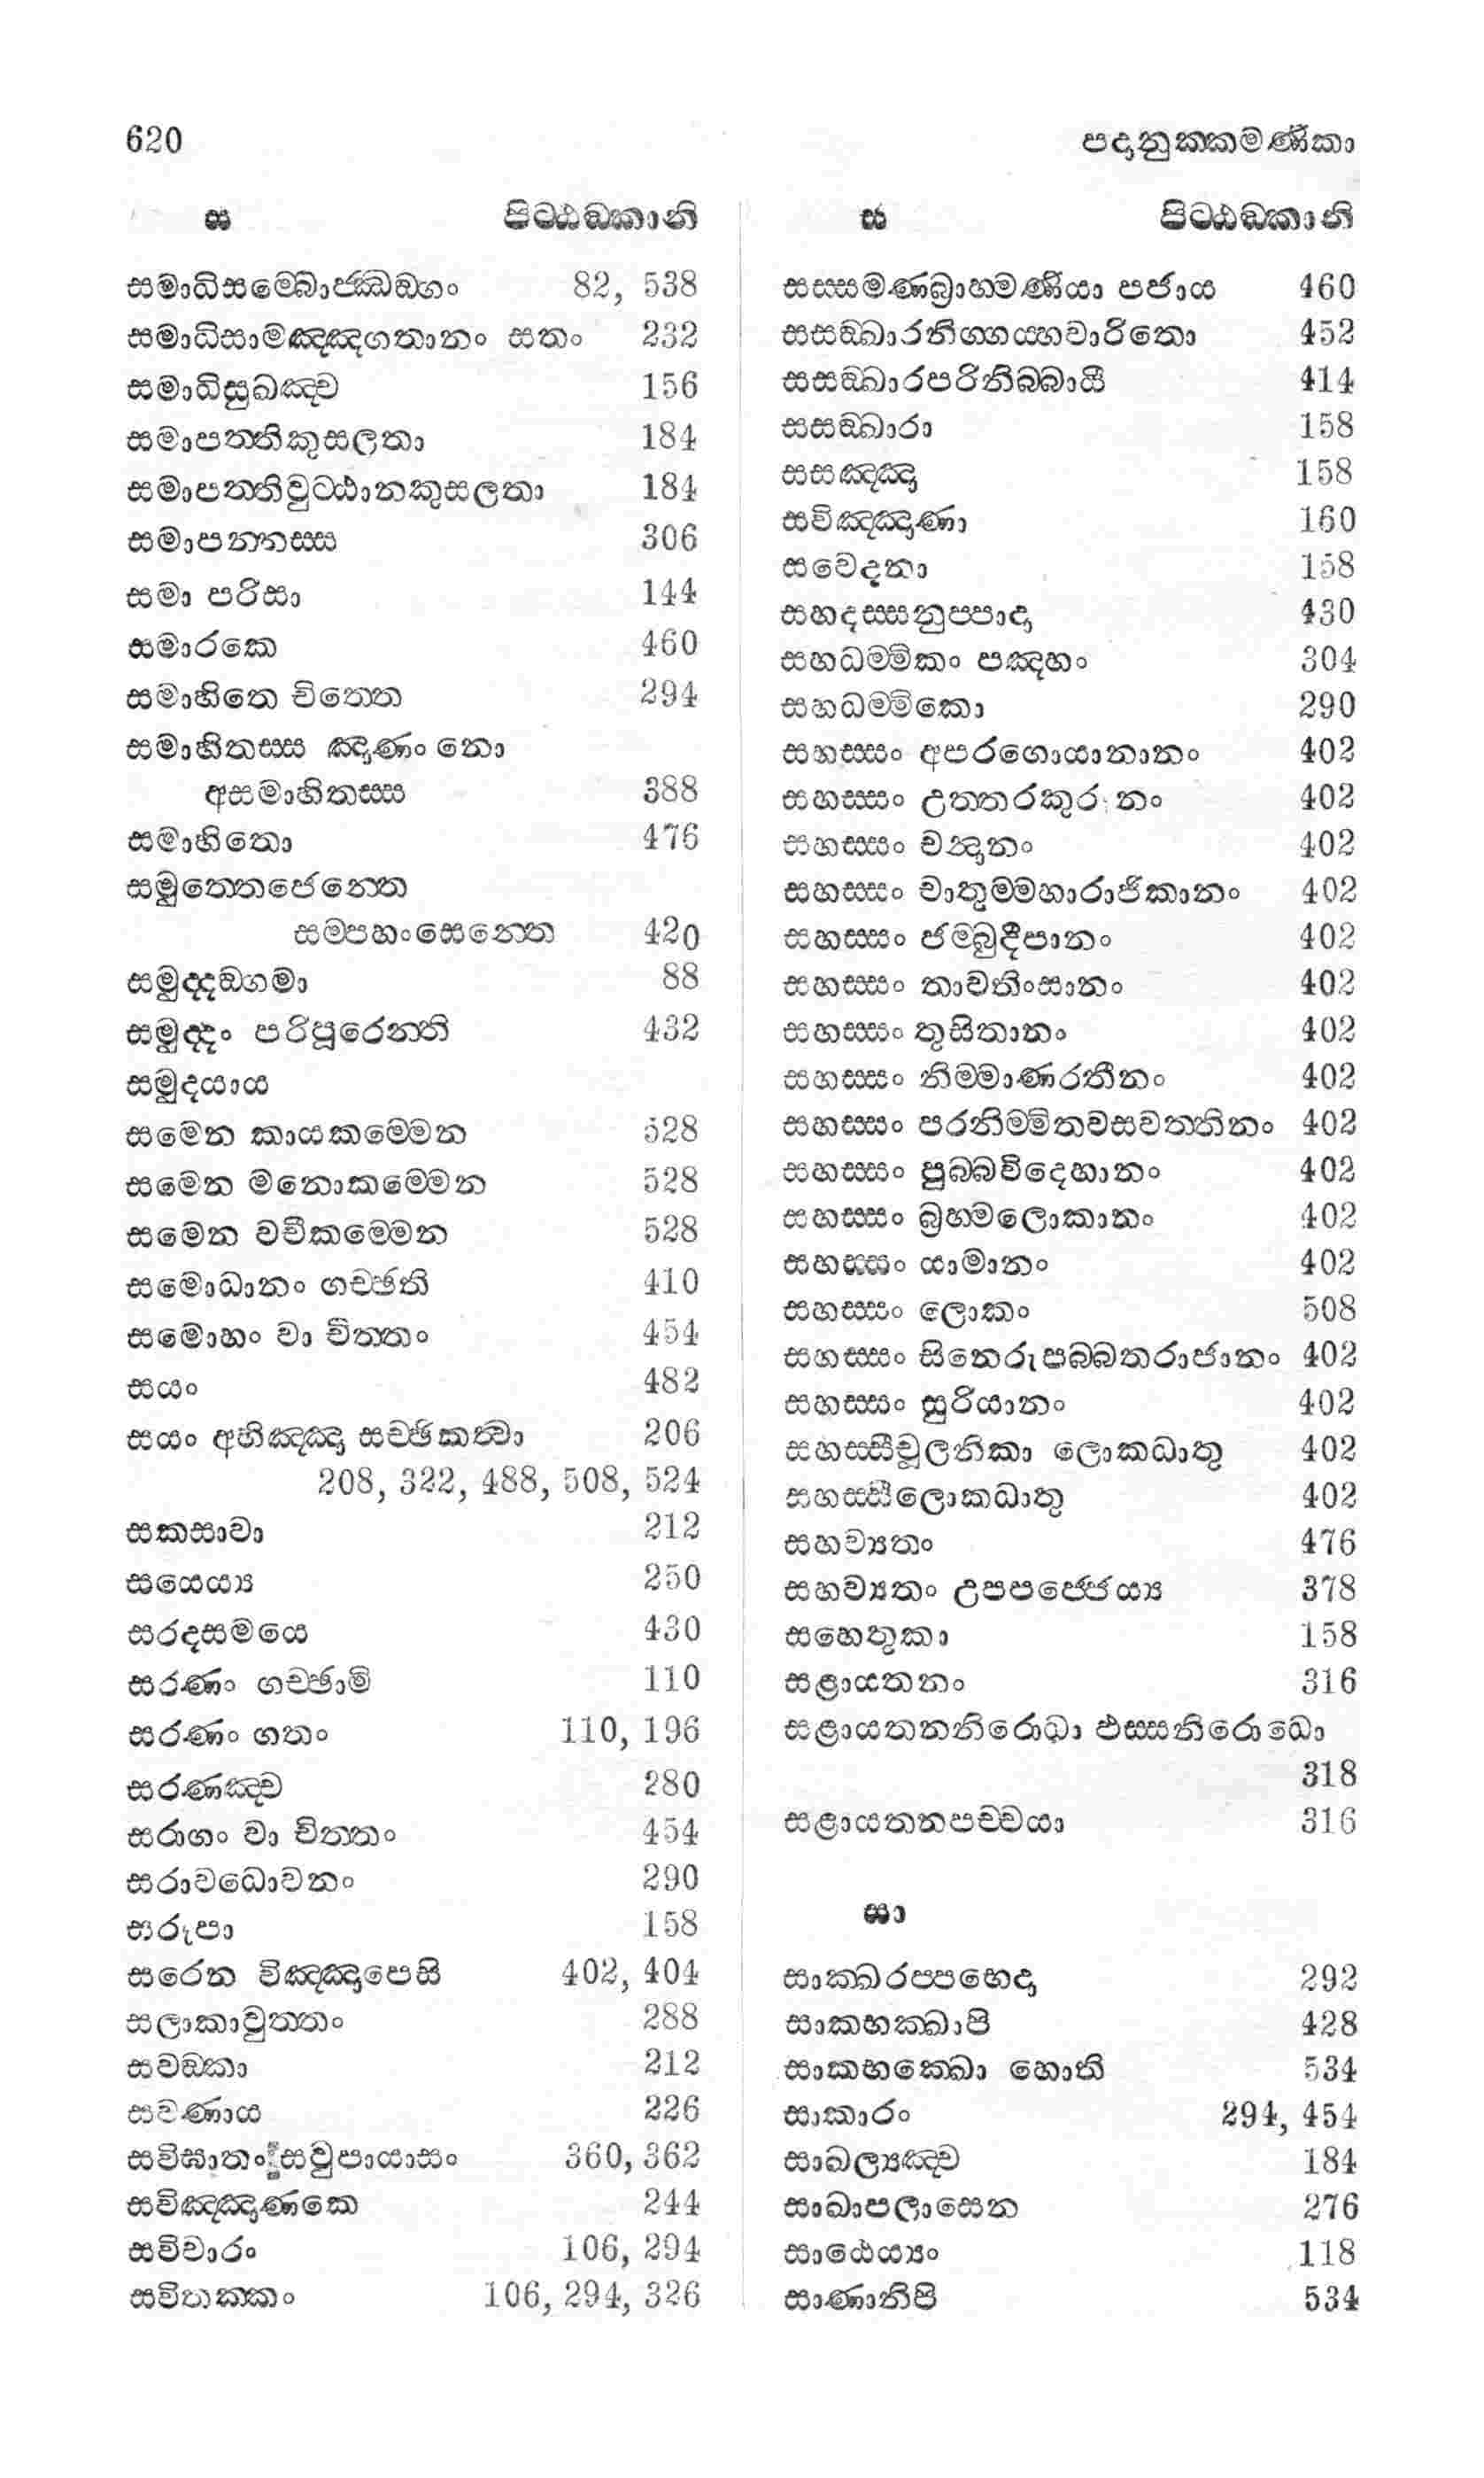 620 පදානුක්කමණිකා
ස පිට්ඨඞ්කානි
සමාධිසම්බොජ්ඣඞ්ගං 82, 538
සමාධිසාමඤ්ඤගතානං සතං 232
සමාධිසුඛඤ්ච 156
සමාපත්තිකුසලතා 184
සමාපත්තිවුට්ඨානකුසලතා 184
සමාපන්නස්ස 306
සමා පරිසා 144
සමාරකෙ 460
සමාහිතෙ චිත්තෙ 294
සමාහිතස්ස ඤාණං නො
අසමාහිතස්ස 388
සමාහිතො 476
සමුත්තෙජෙන්තෙ
සම්පහංසෙන්තෙ 420
සමුද්දඞ්ගමා 88
සමුද්දං පරිපූරෙන්ති 432
සමුදයාය
සමෙන කායකම්මෙන 528
සමෙන මනොකම්මෙන 528
සමෙන වචීකම්මෙන 528
සමොධානං ගච්ඡති 410
සමොහං වා චිත්තං 454
සයං 482
සයං අභිඤ්ඤා සච්ඡිකත්වා 206
208, 322, 488, 508, 524
සකසාවා 212
සයෙය්‍ය 250
සරදසමයෙ 430
සරණං ගච්ඡාමි 110
සරණං ගතං 110, 196
සරණඤ්ච 280
සරාගං වා චිත්තං 454
සරාවධොවනං 290
සරූපා 158
සරෙන විඤ්ඤාපෙසි 402, 404
සලාකාවුත්තං 288
සවඞ්කා 212
සවණාය 226
සවිඝාතං සවුපායාසං 360, 362
සවිඤ්ඤාණකෙ 244
සවිචාරං 106, 294
සවිතක්කං 106, 294, 326
ස පිට්ඨඞ්කානි
සස්සමණබ්‍රාහ්මණියා පජාය 460
සසඞ්ඛාරනිග්ගය්හවාරිතො 452
සසඞ්ඛාරපරිනිබ්බායී 414
සසඞ්ඛාරා 158
සසඤ්ඤා 158
සවිඤ්ඤාණා 160
සවෙදනා 158
සහදස්සනුප්පාදා 430
සහධම්මිකං පඤ්හං 304
සහධම්මිකො 290
සහස්සං අපරගොයානානං 402
සහස්සං උත්තරකුරූනං 402
සහස්සං චන්‍දානං 402
සහස්සං චාතුම්මහාරාජිකානං 402
සහස්සං ජම්බුදීපානං 402
සහස්සං තාවතිංසානං 402
සහස්සං තුසිතානං 402
සහස්සං නිම්මාණරතීනං 402
සහස්සං පරනිම්මිතවසවත්තිනං 402
සහස්සං පුබ්බවිදෙහානං 402
සහස්සං බ්‍රහ්මලොකානං 402
සහස්සං යාමානං 402
සහස්සං ලොකං 508
සහස්සං සිනෙරුපබ්බතරාජානං 402
සහස්සං සුරියානං 402
සහස්සීචූලනිකා ලොකධාතු 402
සහස්සීලොකධාතු 402
සහව්‍යතං 476
සහව්‍යතං උපපජ්ජෙය්‍ය 378
සහෙතුකා 158
සළායතනං 316
සළායතනනිරොධා ඵස්සනිරොධො
318
සළායතනපච්චයා 316
සා
සාක්ඛරප්පභෙදා 292
සාකභක්ඛාපි 428
සාකභක්ඛො හොති 534
සාකාරං 294, 454
සාඛල්‍යඤ්ච 184
සාඛාපලාසෙන 276
සාඨෙය්‍යං 118
සාණානිපි 534